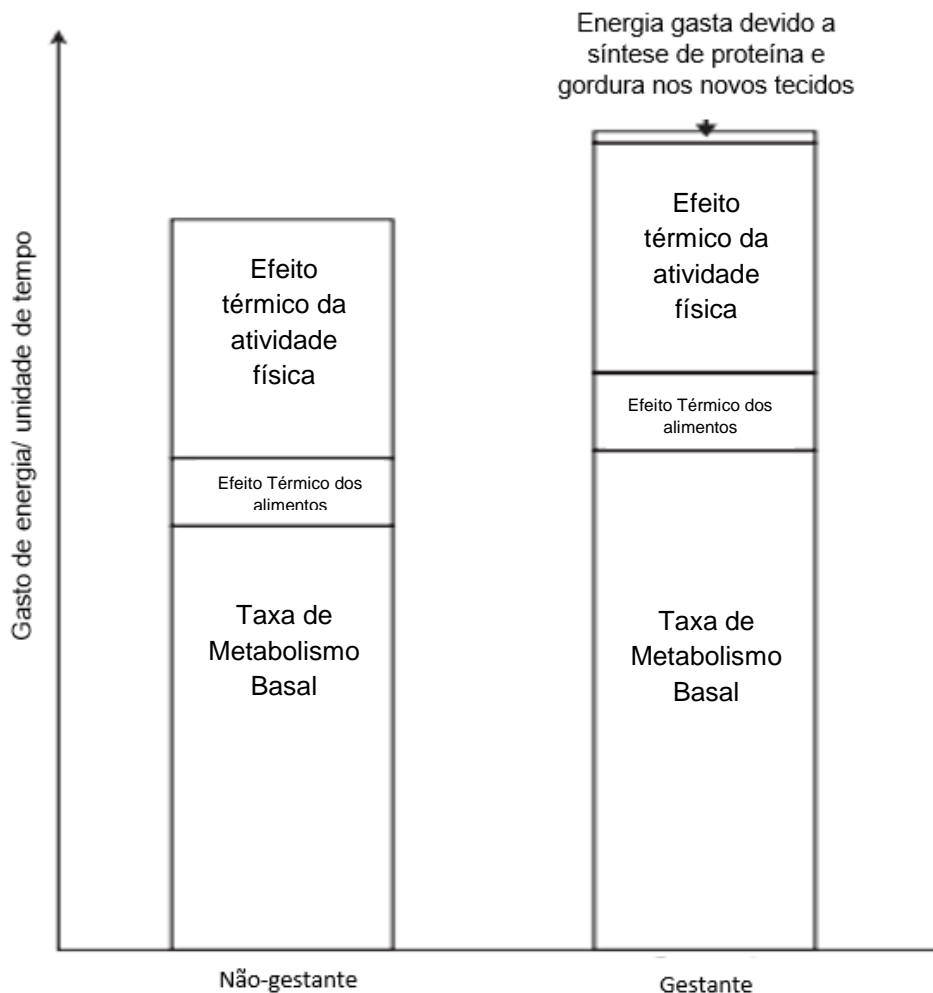 Energia gasta devido a
síntese de proteína e
gordura nos novos tecidos
Gasto de energia/ unidade de tempo
Efeito
térmico da
atividade
física
Efeito Térmico dos
alimentos
Taxa de
Metabolismo
Basal
Não-gestante
Efeito
térmico da
atividade
física
Efeito Térmico dos
alimentos
Taxa de
Metabolismo
Basal
Gestante